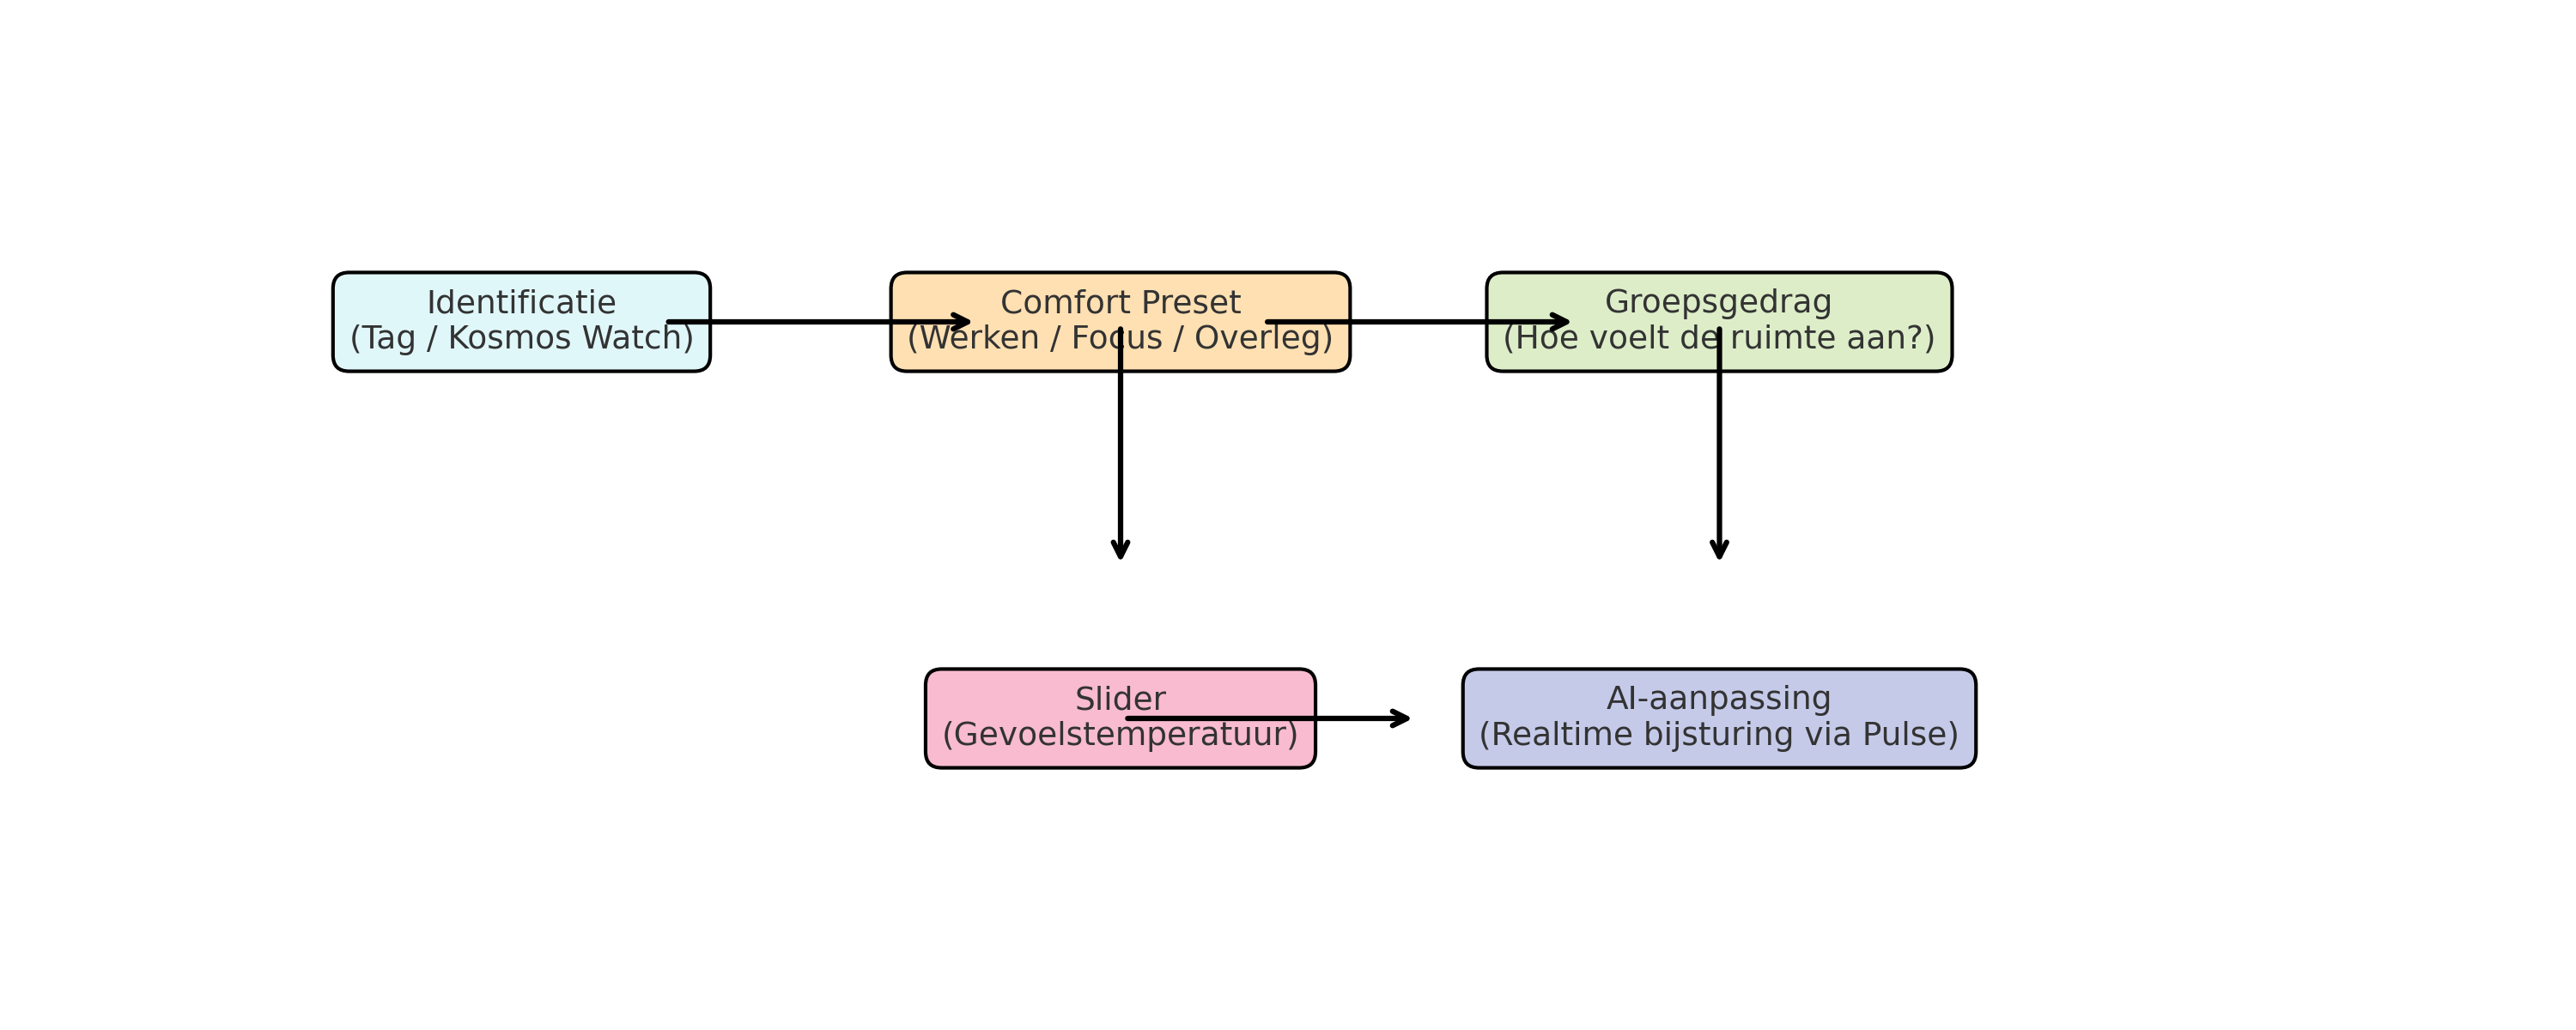 Identificatie
(Tag / Kosmos Watch)
Comfort Preset
(Werken / Focus / Overleg)
Groepsgedrag
(Hoe voelt de ruimte aan?)
Slider
(Gevoelstemperatuur)
AI-aanpassing
(Realtime bijsturing via Pulse)